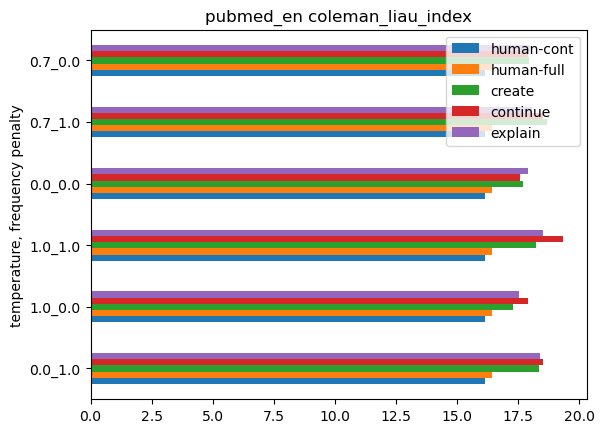 pubmed_en coleman_liau_index
temperature, frequency penalty
0.7_0.0
0.7_1.0
0.0_0.0
1.0_1.0
1.0_0.0
0.0_1.0
human-cont
human-full
create
continue
explain
0.0 2.5 5.0 7.5 10.0 12.5 15.0 17.5 20.0